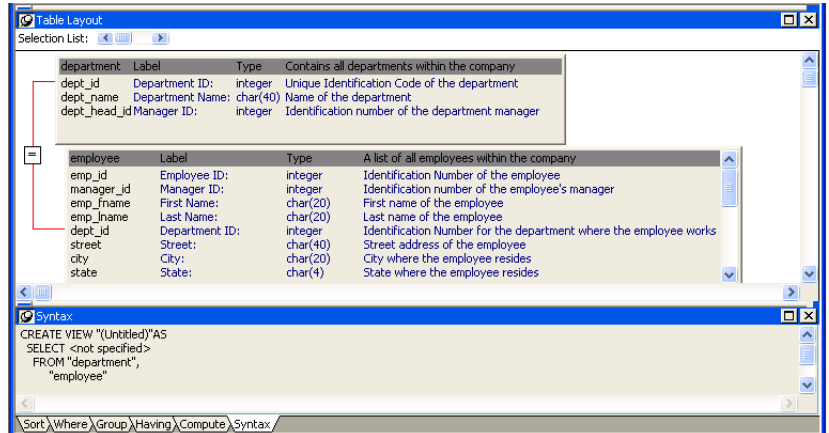 Table Layout
Selection List:
department Label Type Contains all departments within the company
dept_id Department ID: integer Unique Identification Code of the department
dept_name Department Name: char(40) Name of the department
dept_head_id Manager ID: integer Identification number of the department manager
=
employee Label Type A list of all employees within the company
emp_id Employee ID: integer Identification Number of the employee
manager_id Manager ID: integer Identification number of the employee's manager
emp_fname First Name: char(20) First name of the employee
emp_lname Last Name: char(20) Last name of the employee
dept_id Department ID: integer Identification Number for the department where the employee works
street Street: char(40) Street address of the employee
city City: char(20) City where the employee resides
state State: char(4) State where the employee resides
Syntax
CREATE VIEW "(Untitled)"AS
SELECT <not specified>
FROM "department",
"employee"
Sort Where Group Having Compute Syntax